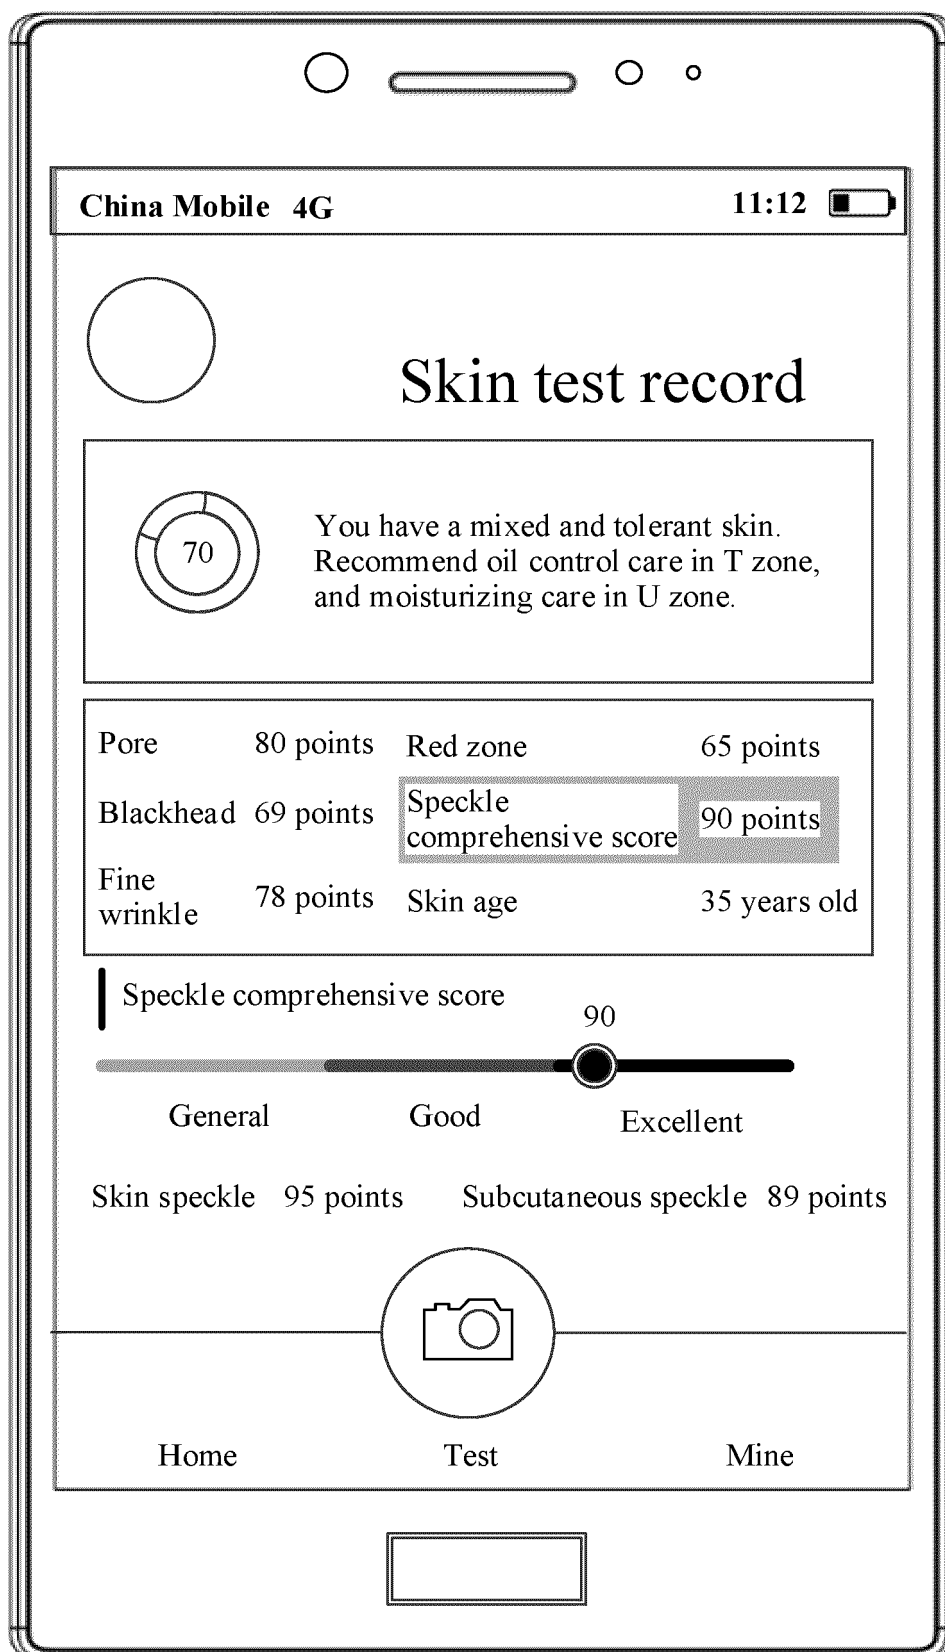 China Mobile 4G 11:12
Skin test record
70
You have a mixed and tolerant skin.
Recommend oil control care in T zone,
and moisturizing care in U zone.
Pore 80 points Red zone 65 points
Blackhead 69 points
Speckle
comprehensive score
90 points
Fine
wrinkle
78 points Skin age 35 years old
Speckle comprehensive score
90
General Good Excellent
Skin speckle 95 points Subcutaneous speckle 89 points
Home Test Mine